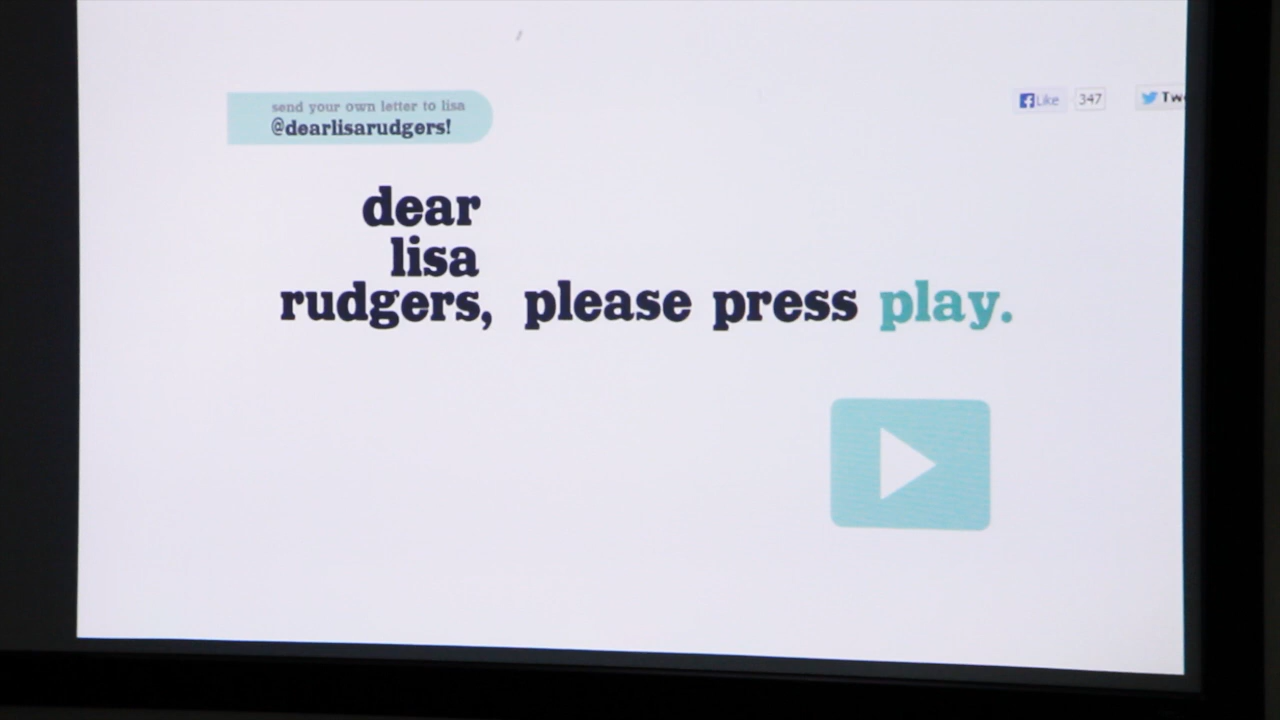 send your own letter to lisa
@dearlisarudgers!
Like 347
dear
lisa
rudgers, please press play.